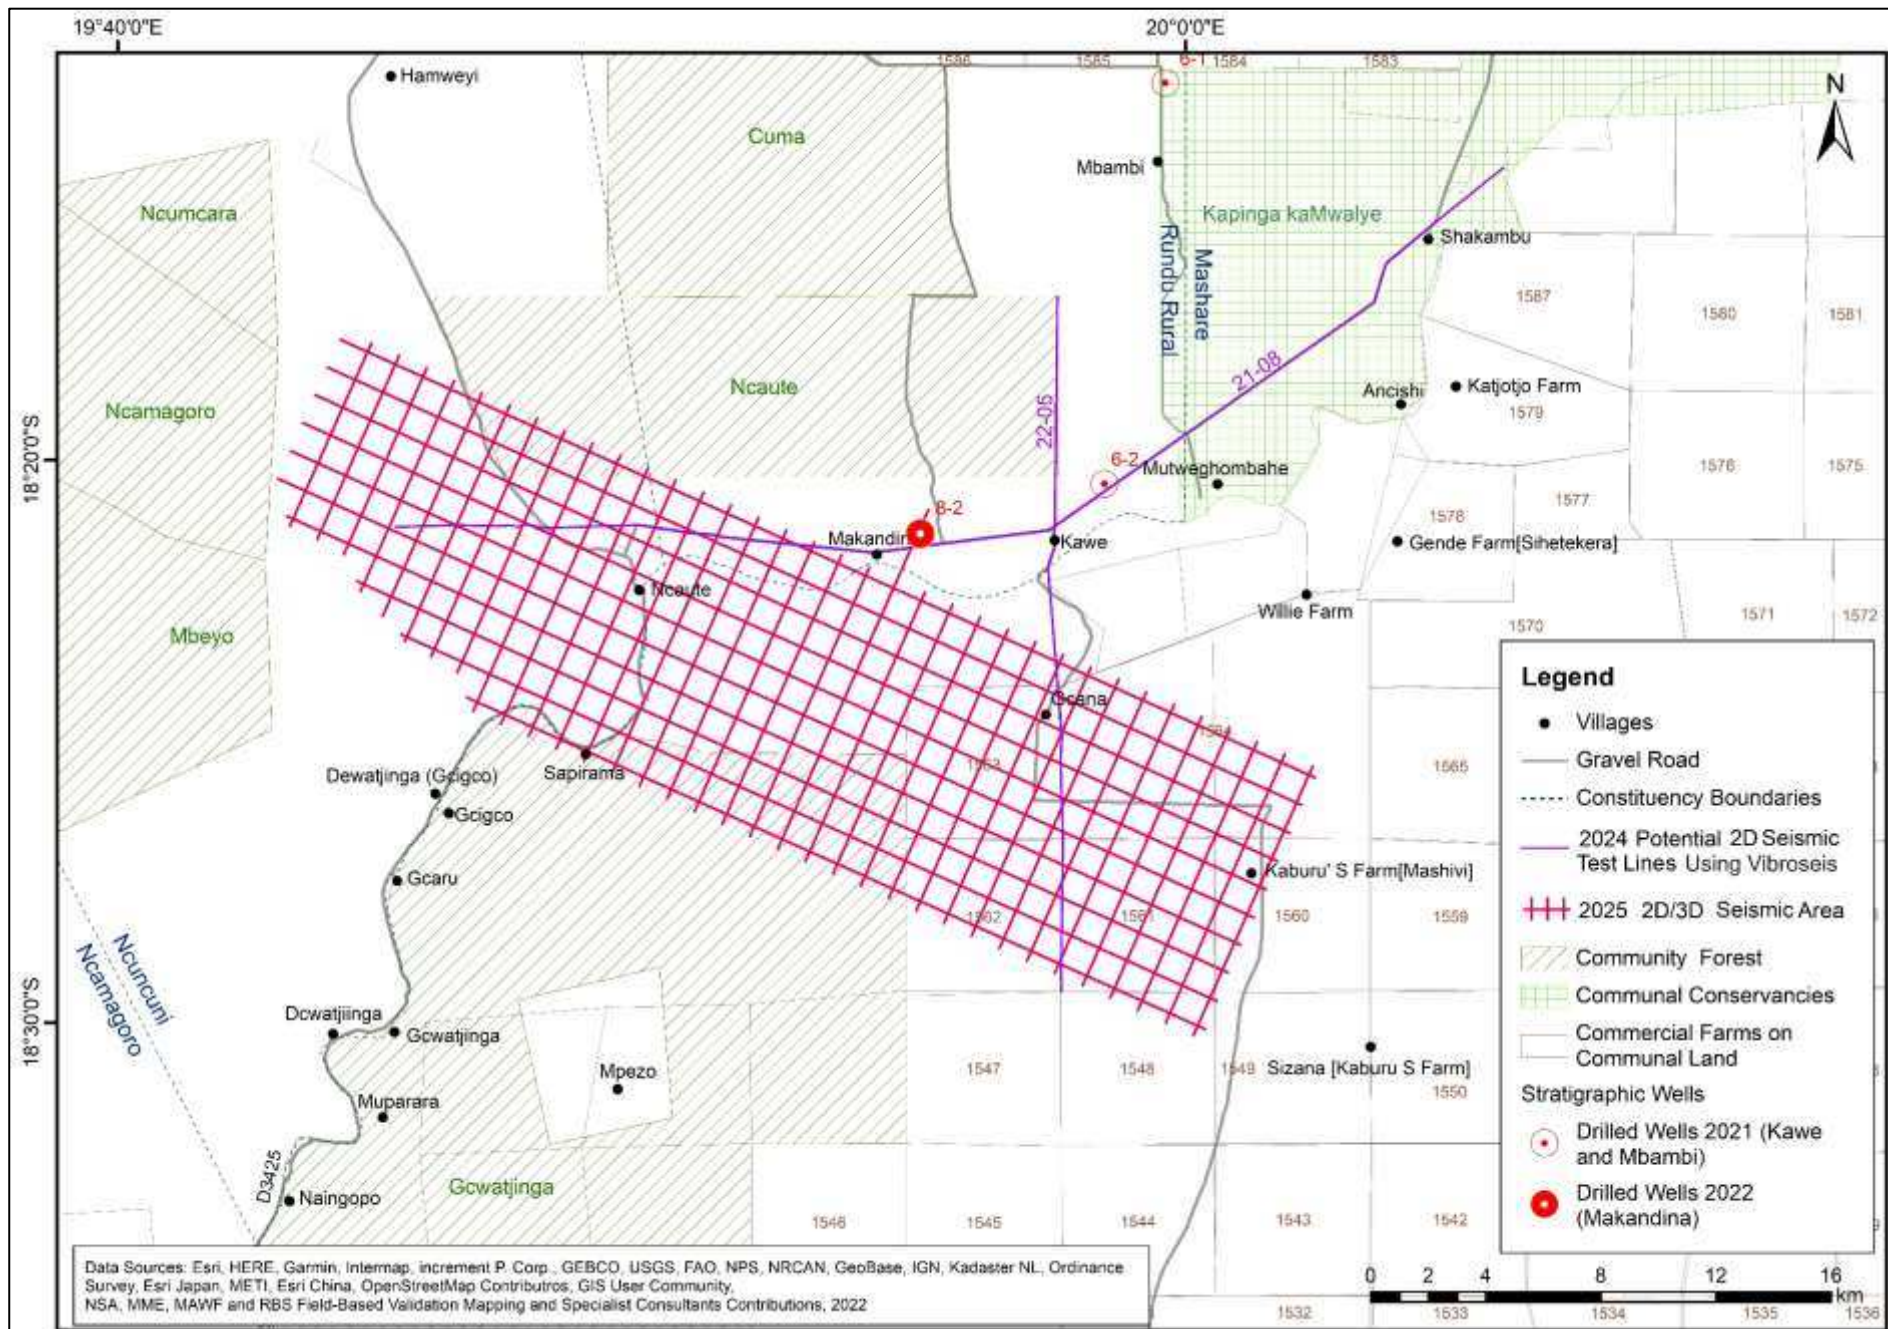 19°40'0"E
20°0'0"E
Hamweyi
1586
1585
6-1
1584
1583
N
Cuma
Mbambi
Ncumcara
Kapinga kaMwalye
Shakambu
Rundu Rural
Mashare
1587
1580
1581
21-08
Ncaute
Ncamagoro
22-05
Ancishi
Katjotjo Farm
1579
18°20'0"S
6-2
Mutweghombahe
1576
1575
1577
1578
8-2
Makandin
Kawe
Gende Farm[Sihetekera]
Ncaute
Willie Farm
Mbeyo
1570
1571
1572
Gcana
1564
1563
1565
Sapirama
Dewatjinga (Gcigco)
Gcigco
Gcaru
Kaburu' S Farm[Mashivi]
1562
1561
1560
1559
Ncuncuni
Ncamagoro
18°30'0"S
Dcwatjiinga
Gcwatjinga
Mpezo
1547
1548
1549
Sizana [Kaburu S Farm]
1550
Muparara
D3425
Naingopo
Gcwatjinga
1546
1545
1544
1543
1542
1532
1533
1534
1535
1536
Legend
Villages
Gravel Road
Constituency Boundaries
2024 Potential 2D Seismic
Test Lines Using Vibroseis
2025 2D/3D Seismic Area
Community Forest
Communal Conservancies
Commercial Farms on
Communal Land
Stratigraphic Wells
Drilled Wells 2021 (Kawe
and Mbambi)
Drilled Wells 2022
(Makandina)
0 2 4 8 12 16
km
Data Sources: Esri, HERE, Garmin, Intermap, increment P Corp., GEBCO, USGS, FAO, NPS, NRCAN, GeoBase, IGN, Kadaster NL, Ordinance
Survey, Esri Japan, METI, Esri China, OpenStreetMap Contributros, GIS User Community,
NSA, MME, MAWF and RBS Field-Based Validation Mapping and Specialist Consultants Contributions, 2022